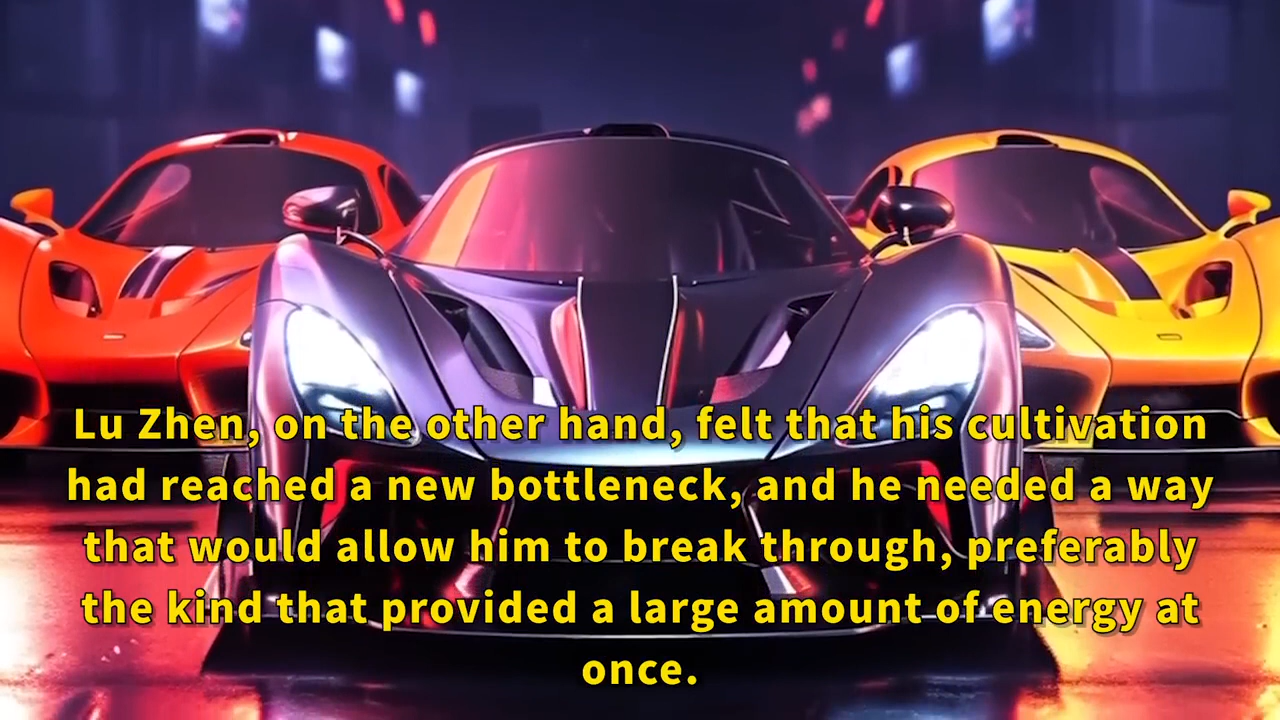 Lu Zhen, on the other hand, felt that his cultivation
had reached a new bottleneck, and he needed a way
that would allow him to break through, preferably
the kind that provided a large amount of energy at
once.